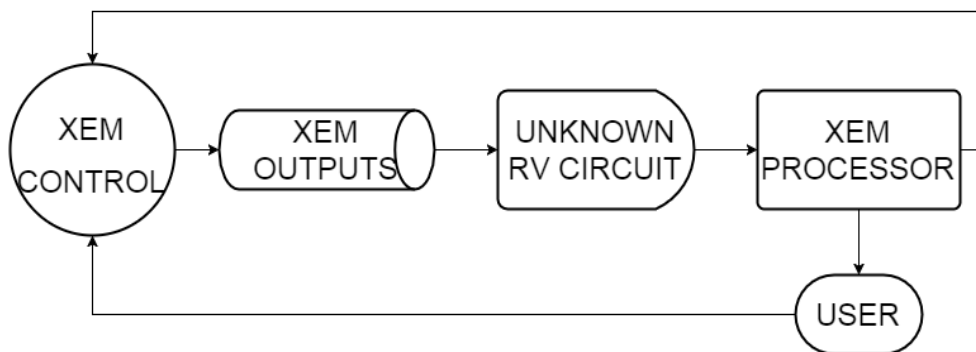 XEM
CONTROL
XEM
OUTPUTS
UNKNOWN
RV CIRCUIT
XEM
PROCESSOR
USER